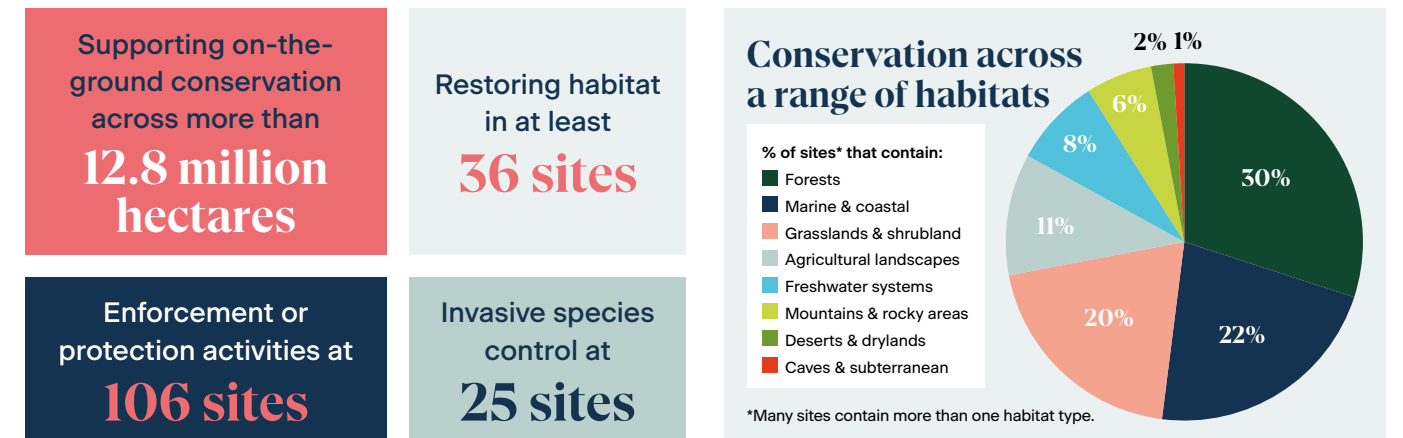 Supporting on-the-
ground conservation
across more than
12.8 million
hectares
Restoring habitat
in at least
36 sites
Enforcement or
protection activities at
106 sites
Invasive species
control at
25 sites
Conservation across
a range of habitats
% of sites* that contain:
Forests
Marine & coastal
Grasslands & shrubland
Agricultural landscapes
Freshwater systems
Mountains & rocky areas
Deserts & drylands
Caves & subterranean
2% 1%
6%
8%
11%
30%
20%
22%
*Many sites contain more than one habitat type.